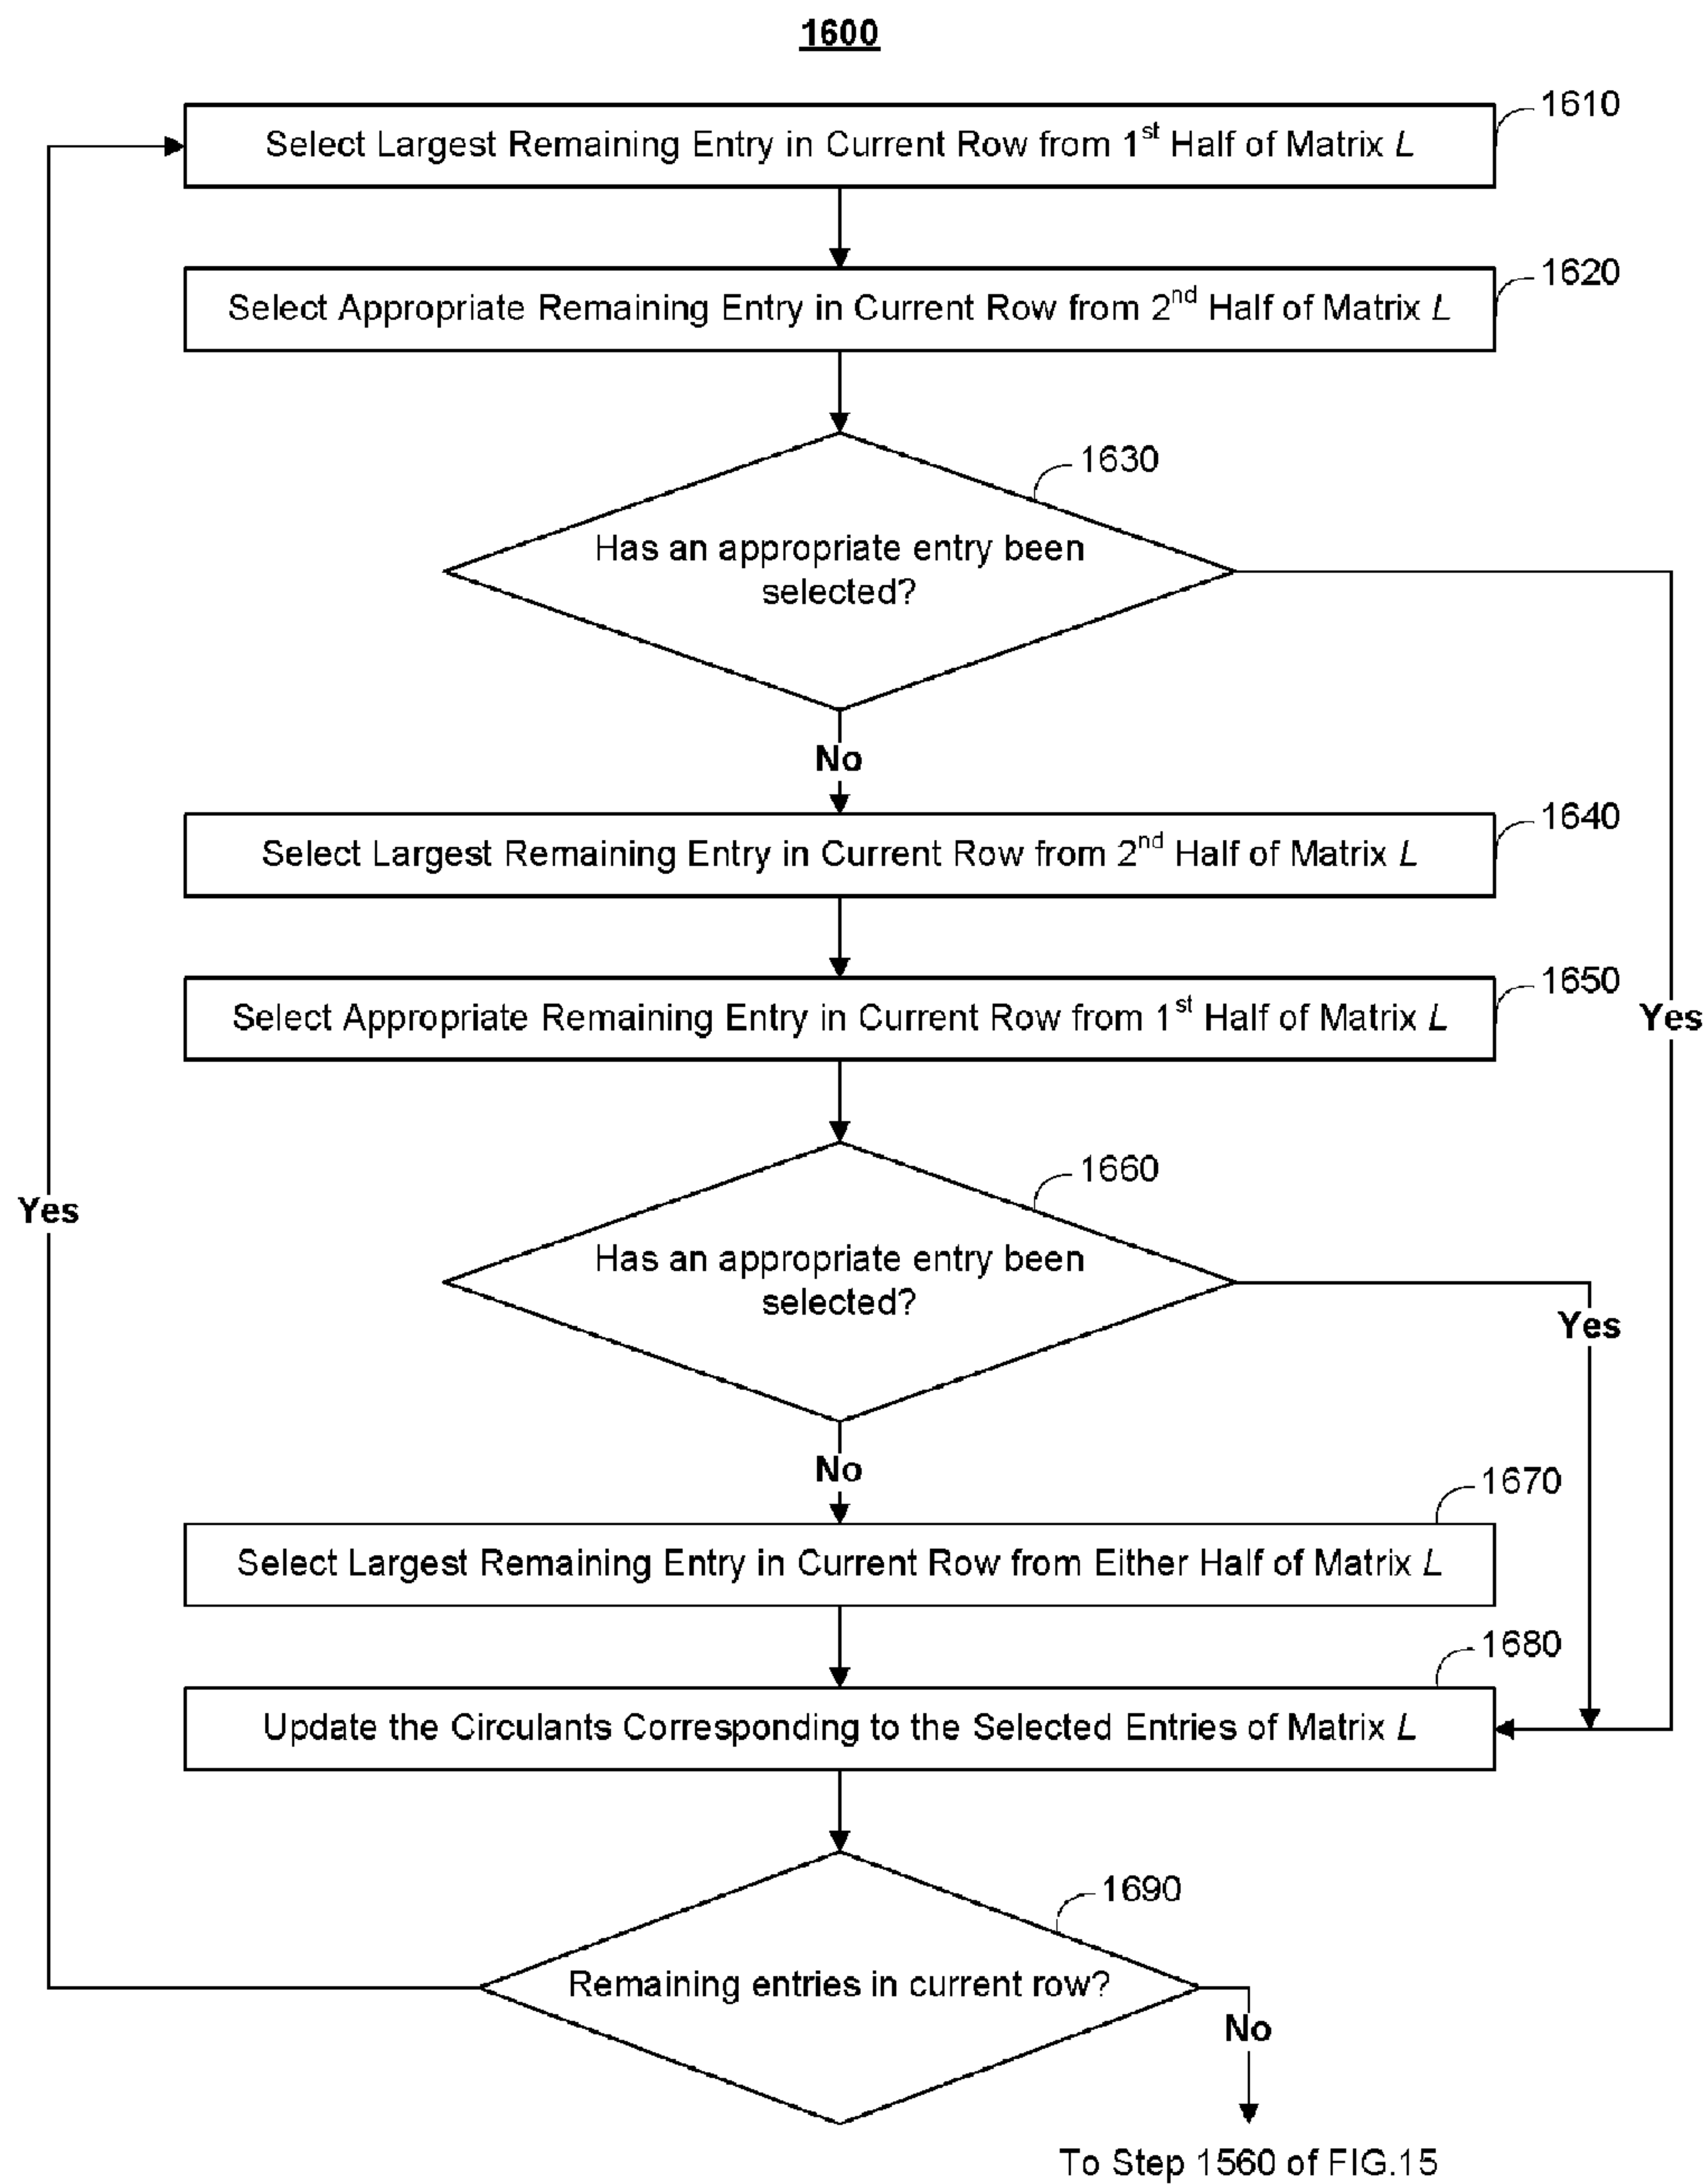 1600
1610
Select Largest Remaining Entry in Current Row from 1st Half of Matrix L
1620
Select Appropriate Remaining Entry in Current Row from 2nd Half of Matrix L
1630
Has an appropriate entry been
selected?
No
1640
Select Largest Remaining Entry in Current Row from 2nd Half of Matrix L
1650
Select Appropriate Remaining Entry in Current Row from 1st Half of Matrix L
Yes
1660
Yes
Has an appropriate entry been
selected?
Yes
No
1670
Select Largest Remaining Entry in Current Row from Either Half of Matrix L
1680
Update the Circulants Corresponding to the Selected Entries of Matrix L
1690
Remaining entries in current row?
No
To Step 1560 of FIG.15